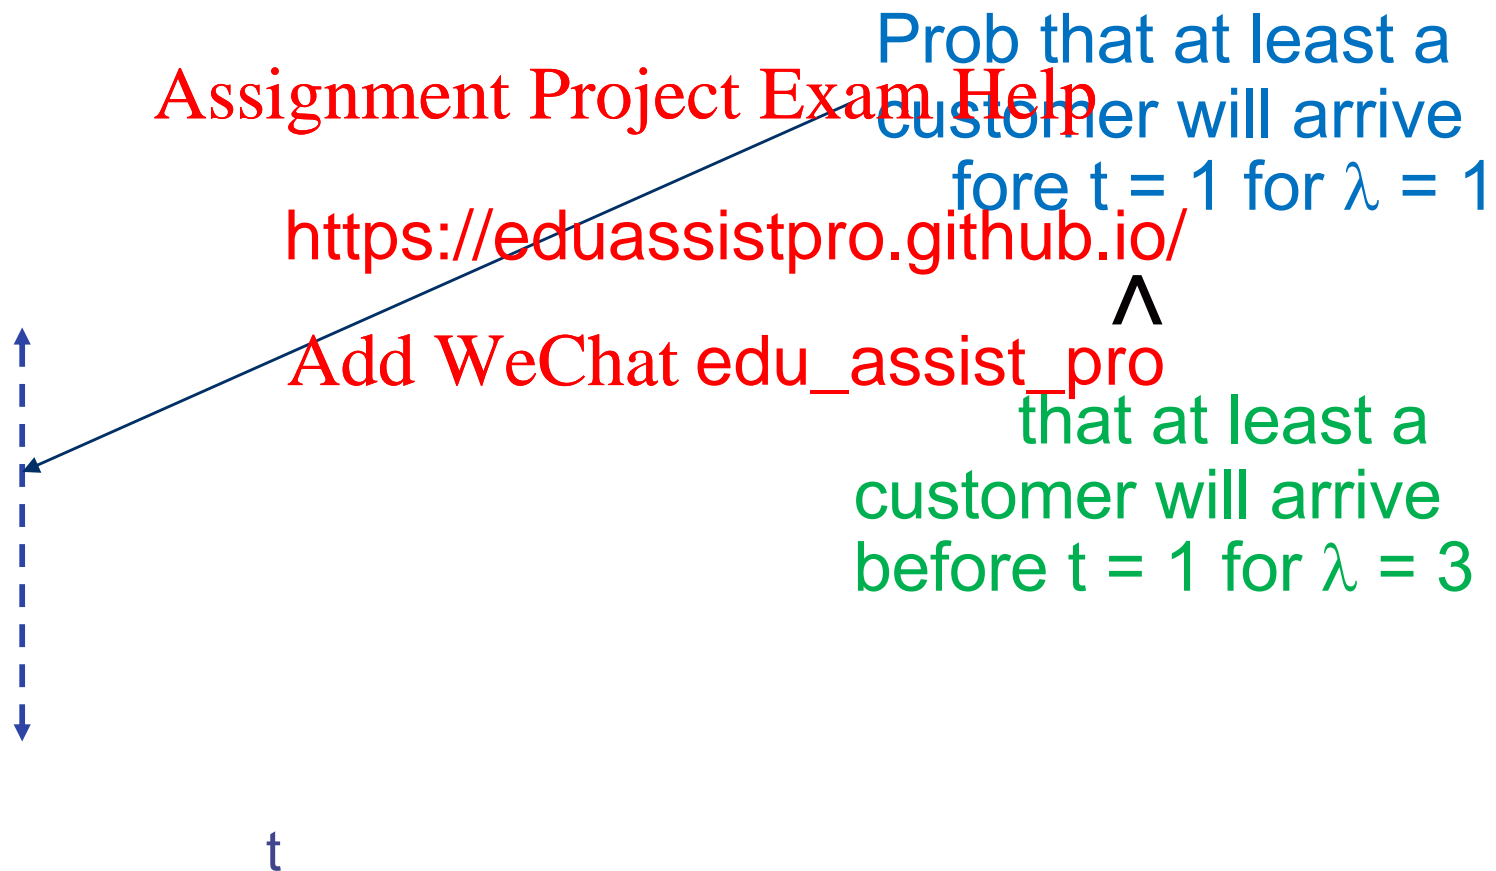 Prob that at least a
Assignment Project Exam Help
customer will arrive
fore t = 1 for λ = 1
https://eduassistpro.github.io/
^
Add WeChat edu_assist_pro
that at least a
customer will arrive
before t = 1 for λ = 3
t